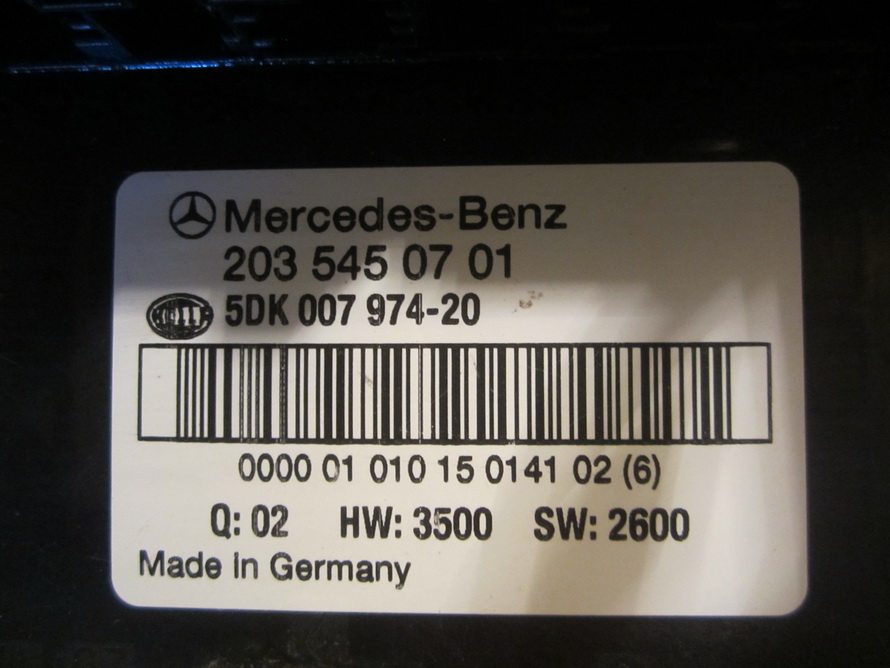 Mercedes-Benz
203 545 07 01
HELLA 5DK 007 974-20
0000 01 010 15 0141 02 (6)
Q: 02 HW: 3500 SW: 2600
Made in Germany